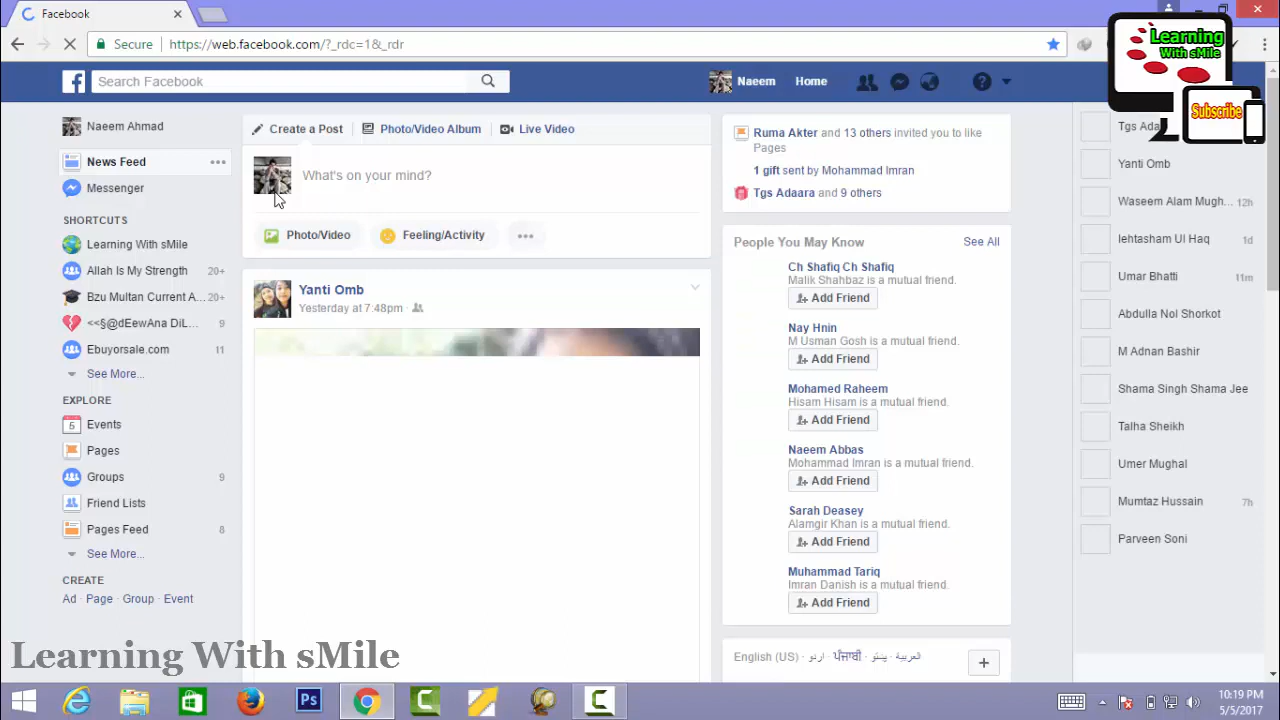 Facebook
Secure
https://web.facebook.com/?_rdc=1&_rdr
Learning
With sMile
Subscribe
Search Facebook
Naeem
Home
Naeem Ahmad
News Feed
Messenger
SHORTCUTS
Learning With sMile
Allah Is My Strength 20+
Bzu Multan Current A... 20+
<<§@dEewAna DiL... 9
Ebuyorsale.com 11
See More...
EXPLORE
5 Events
Pages
Groups 9
Friend Lists
Pages Feed 8
See More...
CREATE
Ad · Page · Group · Event
Create a Post
Photo/Video Album
Live Video
What's on your mind?
Photo/Video
Feeling/Activity
Yanti Omb
Yesterday at 7:48pm ·
Ruma Akter and 13 others invited you to like
Pages
1 gift sent by Mohammad Imran
Tgs Adaara and 9 others
People You May Know
See All
Ch Shafiq Ch Shafiq
Malik Shahbaz is a mutual friend.
Add Friend
Nay Hnin
M Usman Gosh is a mutual friend.
Add Friend
Mohamed Raheem
Hisam Hisam is a mutual friend.
Add Friend
Naeem Abbas
Mohammad Imran is a mutual friend.
Add Friend
Sarah Deasey
Alamgir Khan is a mutual friend.
Add Friend
Muhammad Tariq
Imran Danish is a mutual friend.
Add Friend
English (US) · اردو · پښتو · ਪੰਜਾਬੀ · العربية
Tgs Ada
Yanti Omb
Waseem Alam Mugh... 12h
Iehtasham Ul Haq 1d
Umar Bhatti 11m
Abdulla Nol Shorkot
M Adnan Bashir
Shama Singh Shama Jee
Talha Sheikh
Umer Mughal
Mumtaz Hussain 7h
Parveen Soni
Learning With sMile
Ps
10:19 PM
5/5/2017